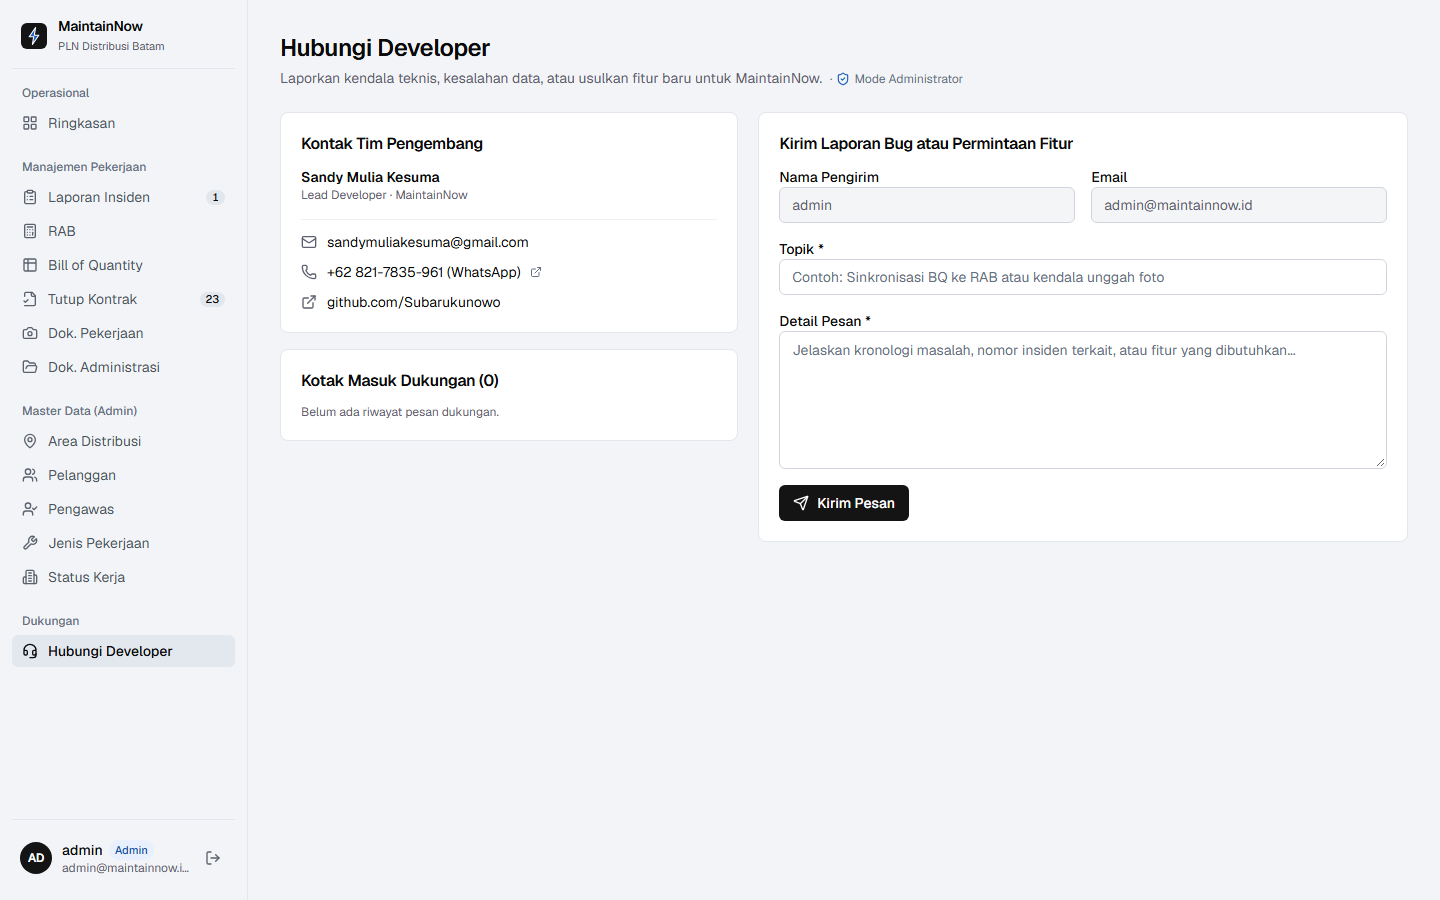 MaintainNow
PLN Distribusi Batam
Operasional
Ringkasan
Manajemen Pekerjaan
Laporan Insiden 1
RAB
Bill of Quantity
Tutup Kontrak 23
Dok. Pekerjaan
Dok. Administrasi
Master Data (Admin)
Area Distribusi
Pelanggan
Pengawas
Jenis Pekerjaan
Status Kerja
Dukungan
Hubungi Developer
AD
admin Admin
admin@maintainnow.i...
Hubungi Developer
Laporkan kendala teknis, kesalahan data, atau usulkan fitur baru untuk MaintainNow. · Mode Administrator
Kontak Tim Pengembang
Sandy Mulia Kesuma
Lead Developer · MaintainNow
sandymuliakesuma@gmail.com
+62 821-7835-961 (WhatsApp)
github.com/Subarukunowo
Kotak Masuk Dukungan (0)
Belum ada riwayat pesan dukungan.
Kirim Laporan Bug atau Permintaan Fitur
Nama Pengirim
admin
Email
admin@maintainnow.id
Topik *
Contoh: Sinkronisasi BQ ke RAB atau kendala unggah foto
Detail Pesan *
Jelaskan kronologi masalah, nomor insiden terkait, atau fitur yang dibutuhkan...
Kirim Pesan